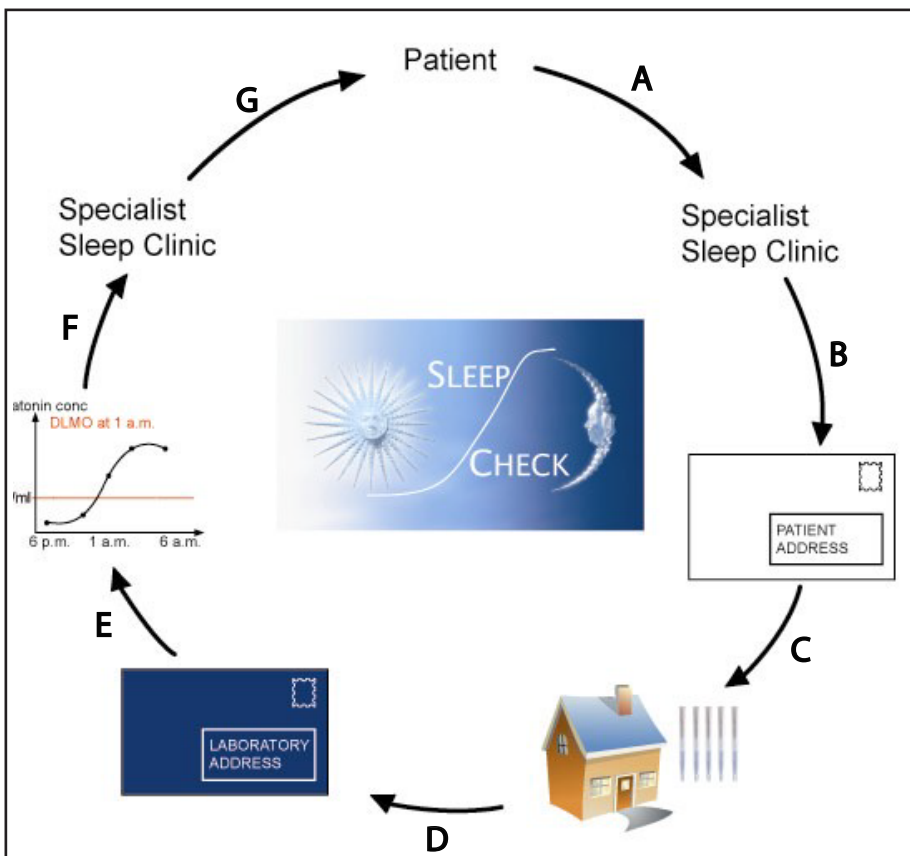 Patient
A
G
Specialist
Sleep Clinic
Specialist
Sleep Clinic
F
B
SLEEP
CHECK
atonin conc
DLMO at 1 a.m.
/ml
6 p.m. 1 a.m. 6 a.m.
PATIENT
ADDRESS
E
C
LABORATORY
ADDRESS
D